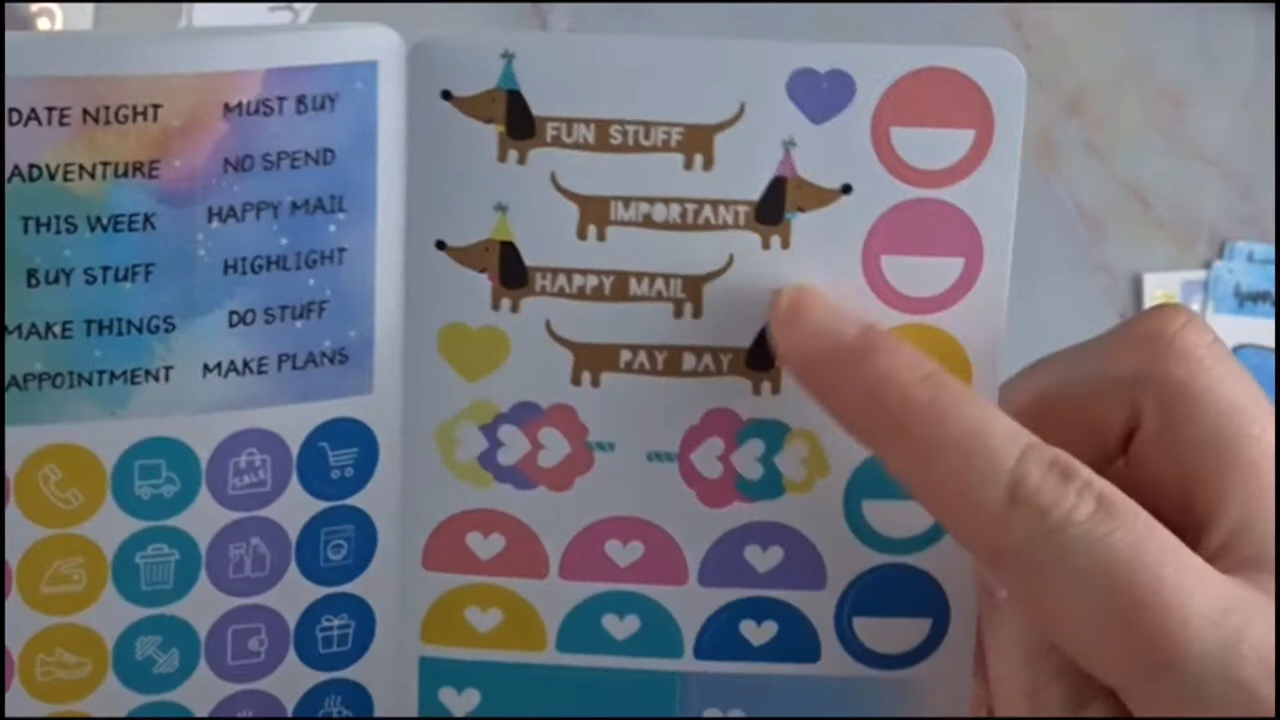 DATE NIGHT
MUST BUY
ADVENTURE
NO SPEND
THIS WEEK
HAPPY MAIL
BUY STUFF
HIGHLIGHT
MAKE THINGS
DO STUFF
APPOINTMENT
MAKE PLANS
SALE
FUN STUFF
IMPORTANT
HAPPY MAIL
PAY DAY